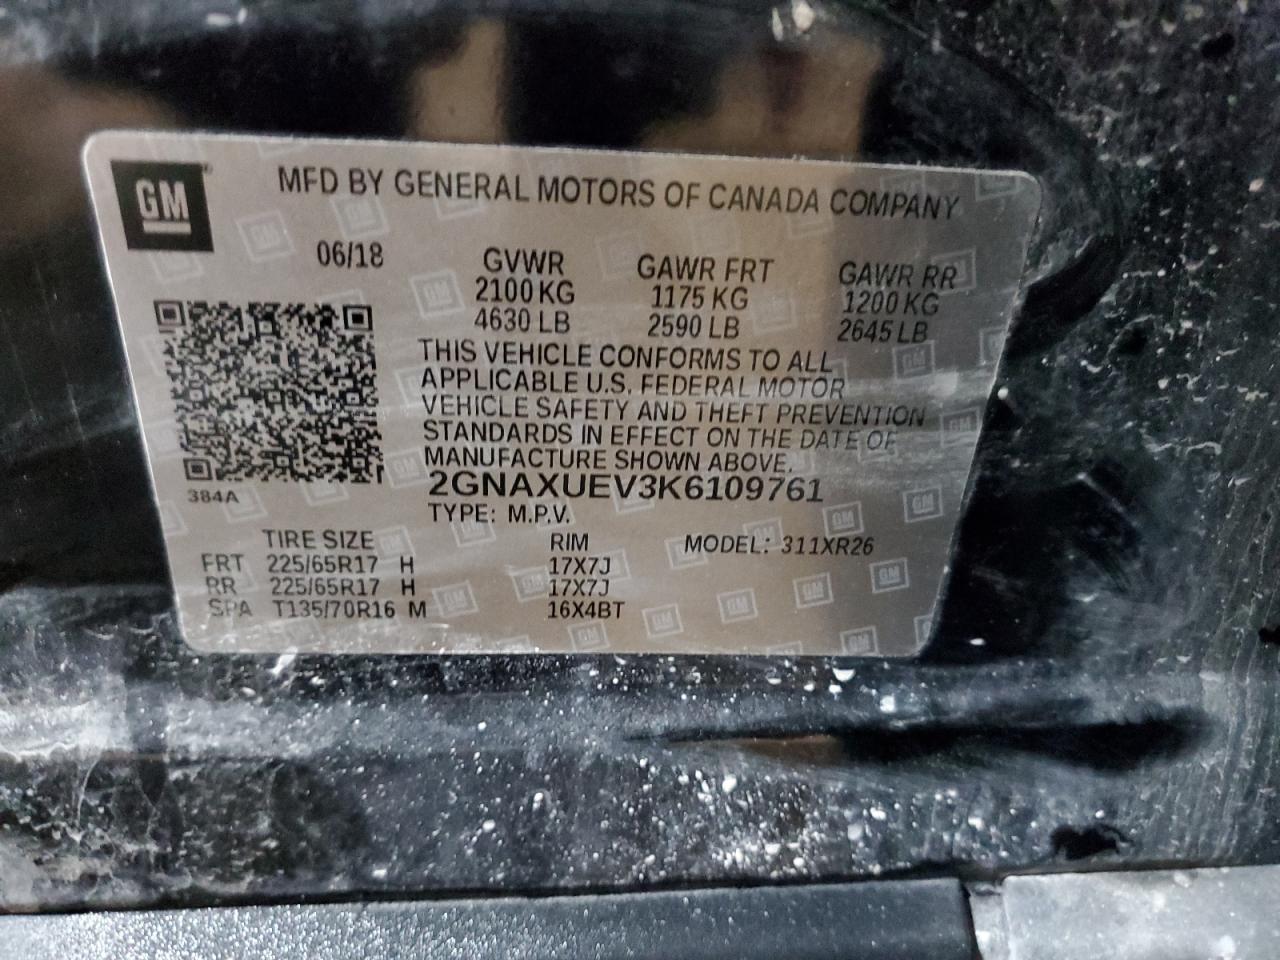 GM
MFD BY GENERAL MOTORS OF CANADA COMPANY
06/18 GVWR GAWR FRT GAWR RR
2100 KG 1175 KG 1200 KG
4630 LB 2590 LB 2645 LB
THIS VEHICLE CONFORMS TO ALL
APPLICABLE U.S. FEDERAL MOTOR
VEHICLE SAFETY AND THEFT PREVENTION
STANDARDS IN EFFECT ON THE DATE OF
MANUFACTURE SHOWN ABOVE.
384A
2GNAXUEV3K6109761
TYPE: M.P.V.
TIRE SIZE RIM MODEL: 311XR26
FRT 225/65R17 H 17X7J
RR 225/65R17 H 17X7J
SPA T135/70R16 M 16X4BT